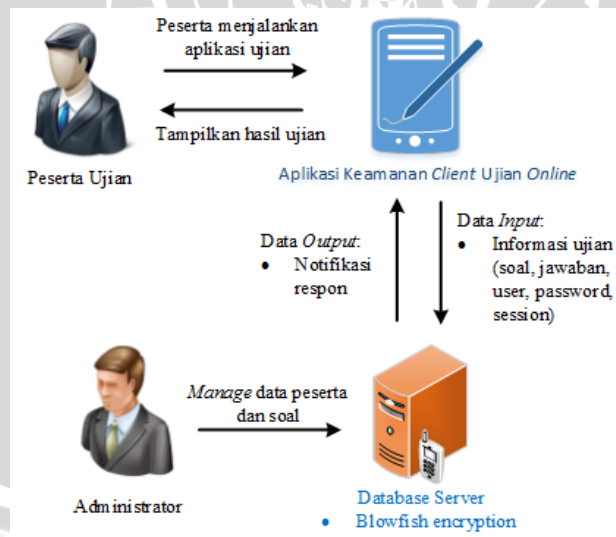 Peserta menjalankan
aplikasi ujian
Tampilkan hasil ujian
Peserta Ujian
Aplikasi Keamanan Client Ujian Online
Data Output:
• Notifikasi
respon
Data Input:
• Informasi ujian
(soal, jawaban,
user, password,
session)
Manage data peserta
dan soal
Administrator
Database Server
• Blowfish encryption